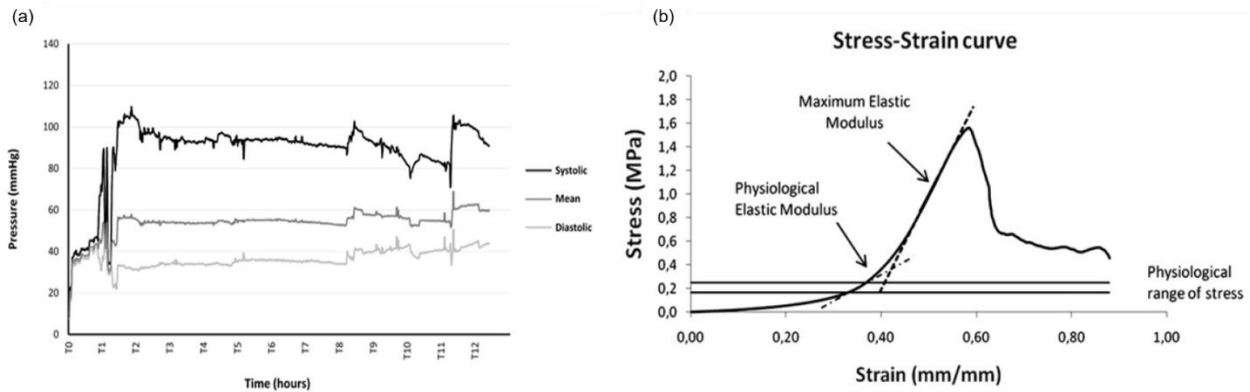 (a)
140
120
100
80
60
40
20
0
Pressure (mmHg)
T0
T1
T2
T3
T4
T5
T6
T7
T8
T9
T10
T11
T12
Time (hours)
Systolic
Mean
Diastolic
(b)
Stress-Strain curve
2,0
1,8
1,6
1,4
1,2
1,0
0,8
0,6
0,4
0,2
0,0
Stress (MPa)
Maximum Elastic
Modulus
Physiological
Elastic Modulus
Physiological
range of stress
0,00
0,20
0,40
0,60
0,80
1,00
Strain (mm/mm)